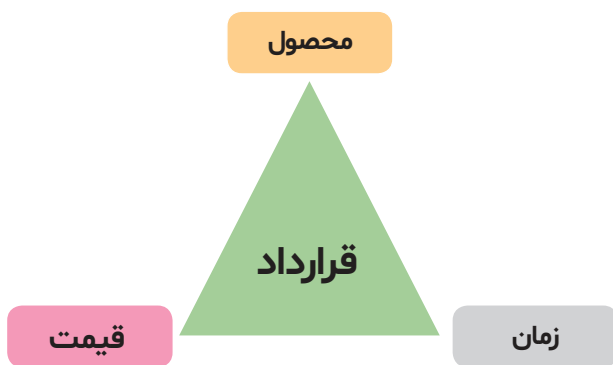 محصول
قرارداد
زمان
قیمت